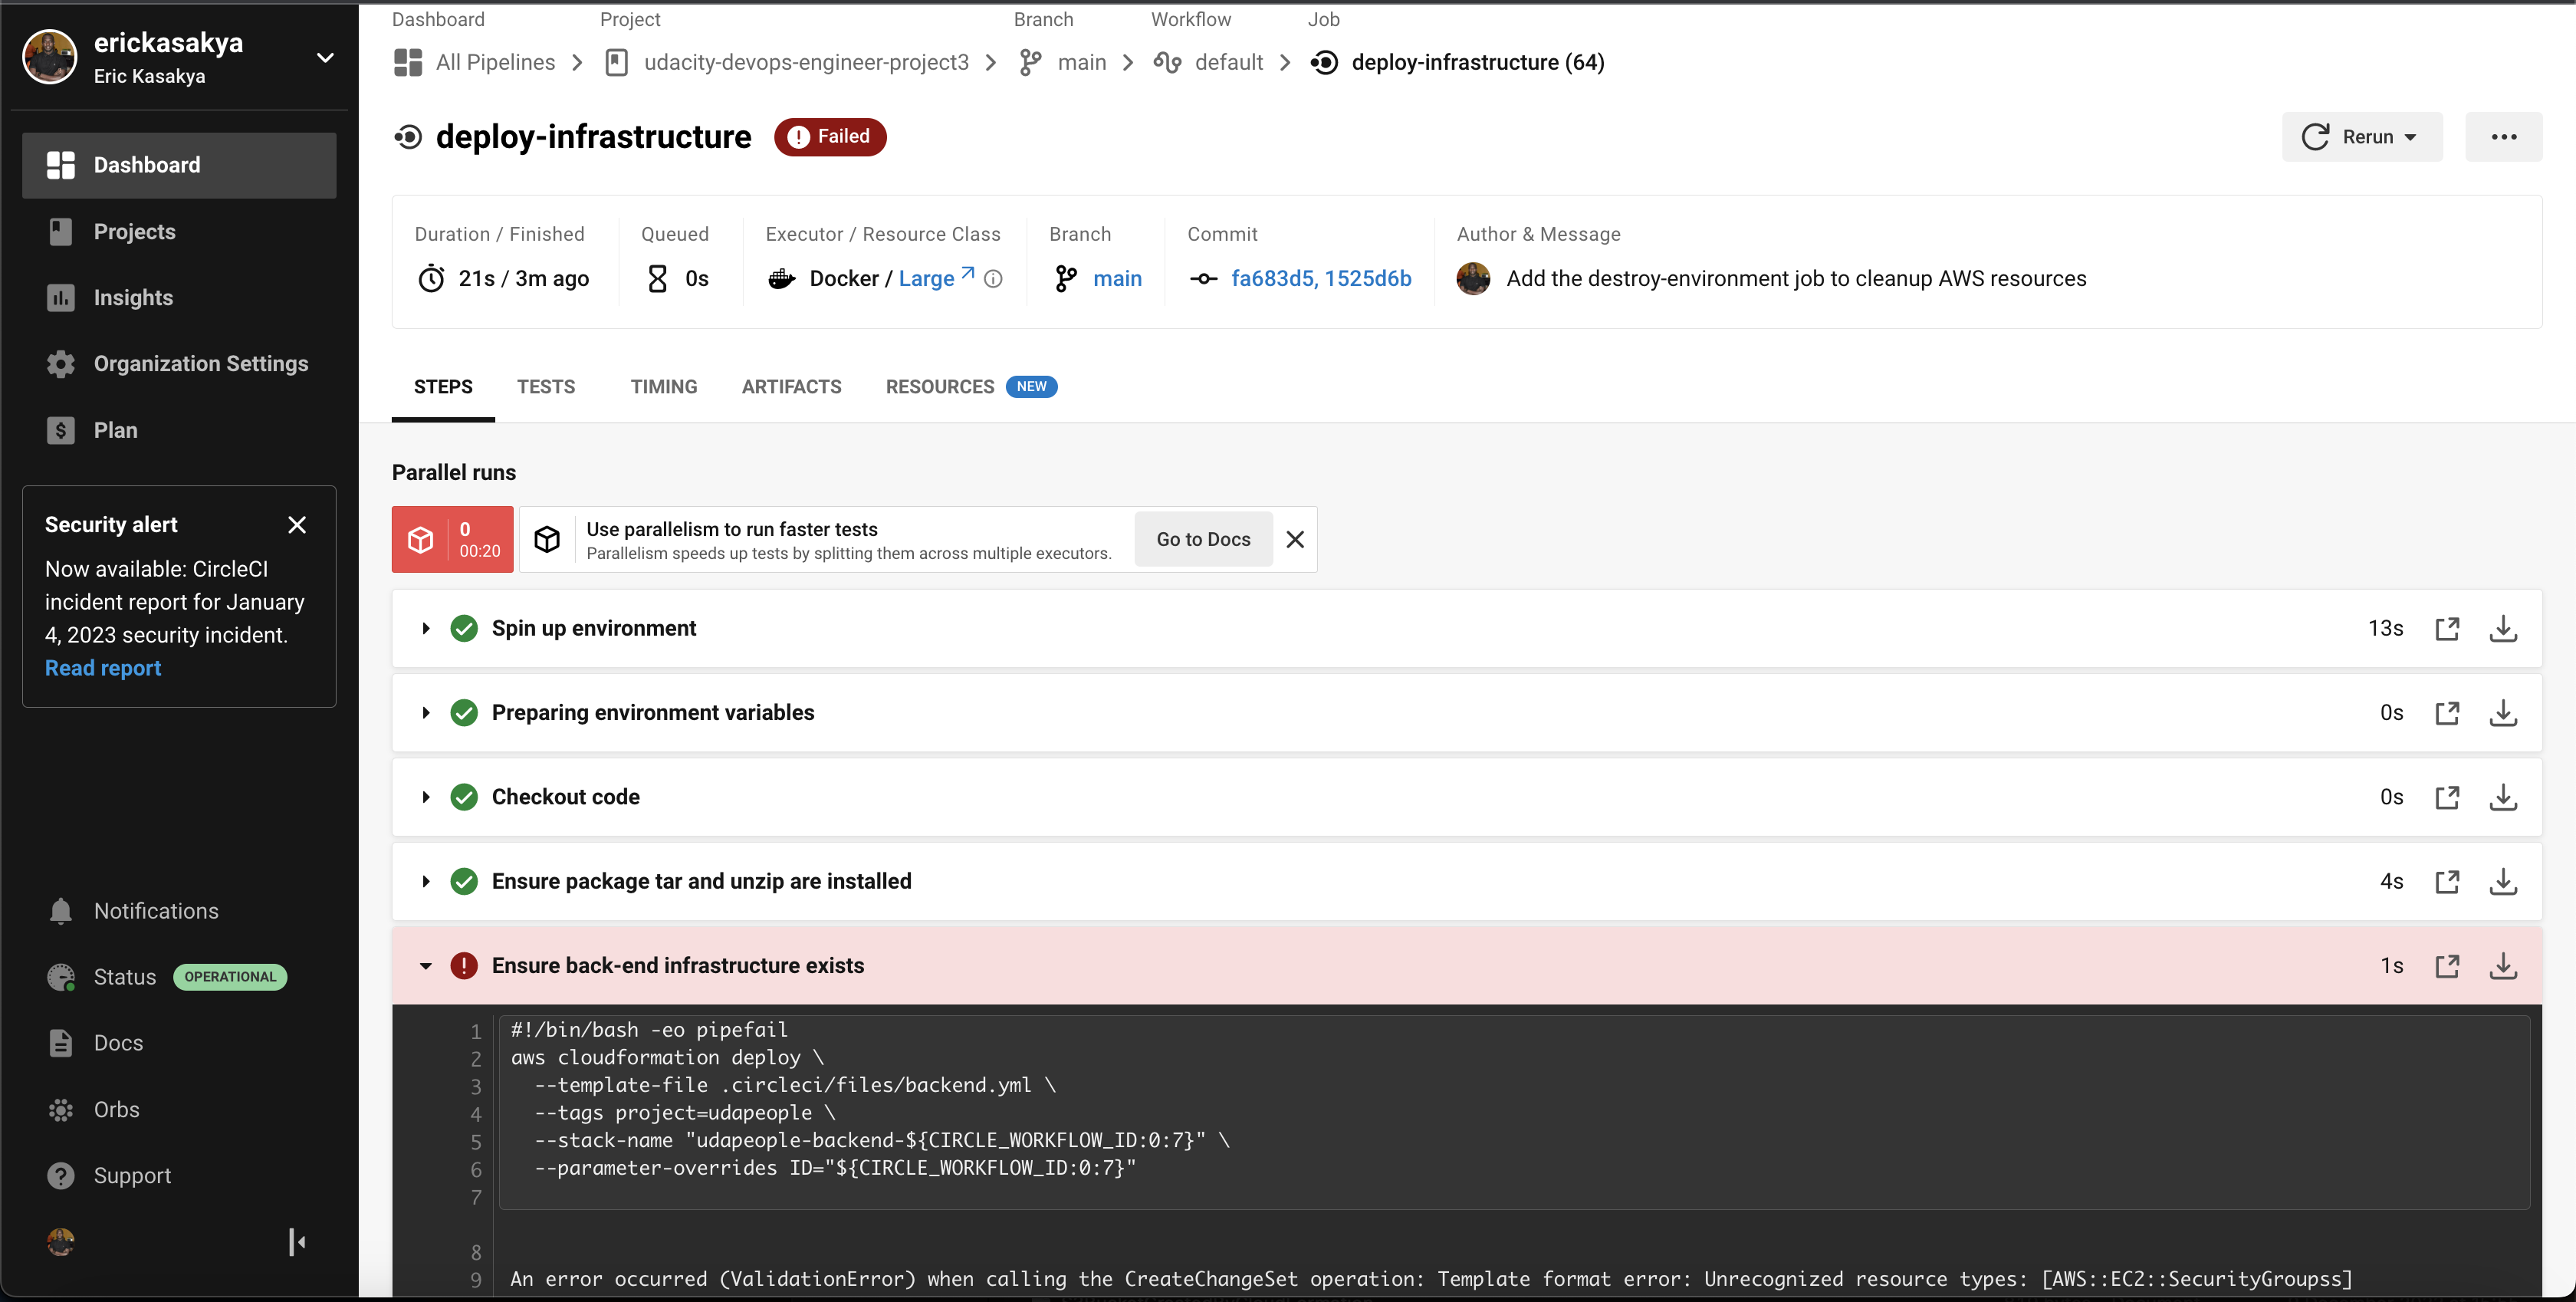 erickasakya
Eric Kasakya
Dashboard
Projects
Insights
Organization Settings
Plan
Security alert
Now available: CircleCI
incident report for January
4, 2023 security incident.
Read report
Notifications
Status OPERATIONAL
Docs
Orbs
Support
Dashboard Project Branch Workflow Job
All Pipelines udacity-devops-engineer-project3 main default deploy-infrastructure (64)
deploy-infrastructure Failed
Rerun
Duration / Finished Queued Executor / Resource Class Branch Commit Author & Message
21s / 3m ago 0s Docker / Large main fa683d5, 1525d6b Add the destroy-environment job to cleanup AWS resources
STEPS TESTS TIMING ARTIFACTS RESOURCES NEW
Parallel runs
0
00:20
Use parallelism to run faster tests
Parallelism speeds up tests by splitting them across multiple executors.
Go to Docs
Spin up environment 13s
Preparing environment variables 0s
Checkout code 0s
Ensure package tar and unzip are installed 4s
Ensure back-end infrastructure exists 1s
1 #!/bin/bash -eo pipefail
2 aws cloudformation deploy \
3 --template-file .circleci/files/backend.yml \
4 --tags project=udapeople \
5 --stack-name "udapeople-backend-${CIRCLE_WORKFLOW_ID:0:7}" \
6 --parameter-overrides ID="${CIRCLE_WORKFLOW_ID:0:7}"
7
8
9 An error occurred (ValidationError) when calling the CreateChangeSet operation: Template format error: Unrecognized resource types: [AWS::EC2::SecurityGroupss]